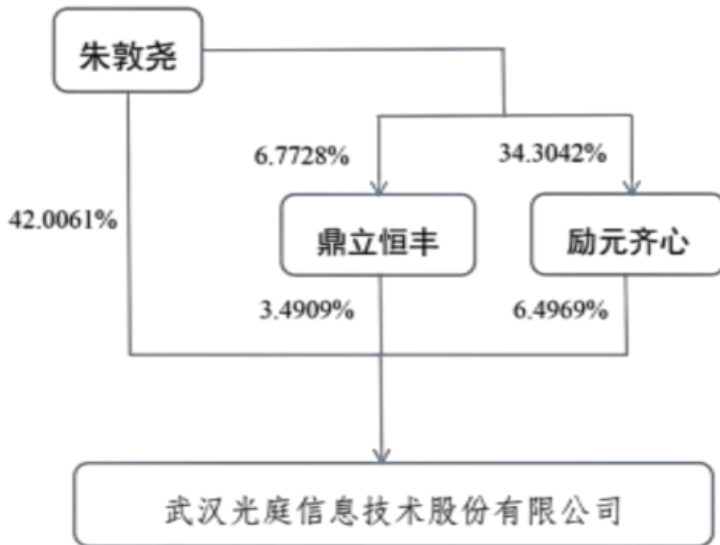 朱敦尧
6.7728%
34.3042%
42.0061%
鼎立恒丰
励元齐心
3.4909%
6.4969%
武汉光庭信息技术股份有限公司